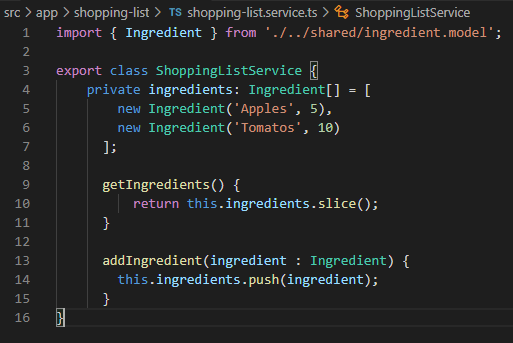 src > app > shopping-list > TS shopping-list.service.ts > ShoppingListService
1 import { Ingredient } from './../shared/ingredient.model';
2
3 export class ShoppingListService {
4     private ingredients: Ingredient[] = [
5         new Ingredient('Apples', 5),
6         new Ingredient('Tomatos', 10)
7       ];
8
9       getIngredients() {
10           return this.ingredients.slice();
11       }
12
13       addIngredient(ingredient : Ingredient) {
14         this.ingredients.push(ingredient);
15       }
16 }